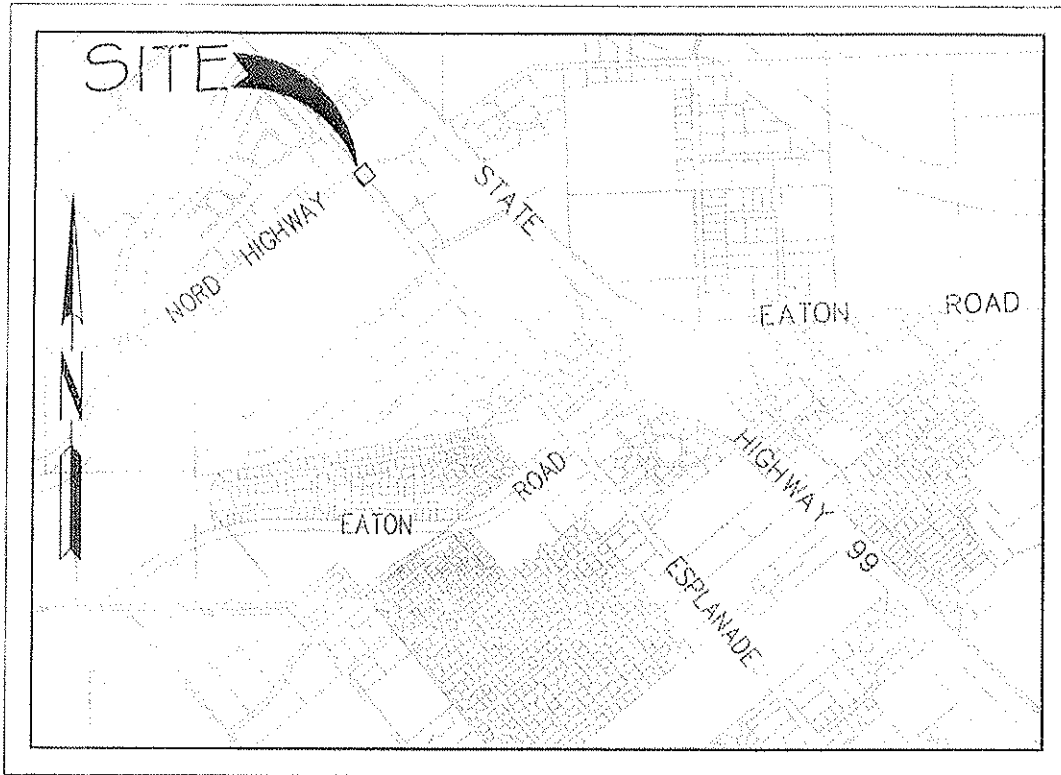 SITE
STATE
NORD HIGHWAY
EATON ROAD
N
HIGHWAY 99
EATON ROAD
ESPLANADE